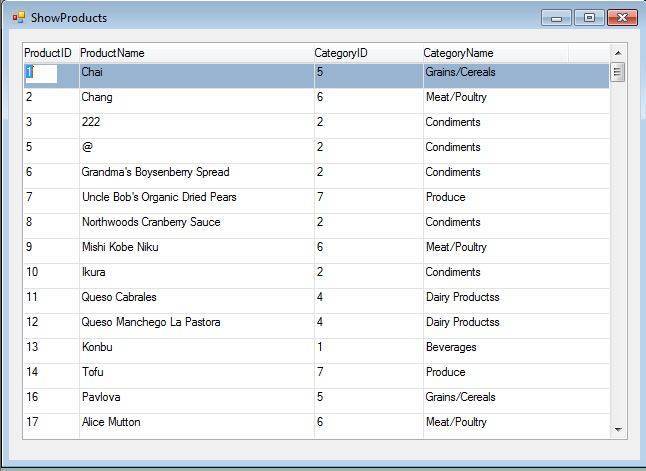 ShowProducts
ProductID ProductName CategoryID CategoryName
1 Chai 5 Grains/Cereals
2 Chang 6 Meat/Poultry
3 222 2 Condiments
5 @ 2 Condiments
6 Grandma's Boysenberry Spread 2 Condiments
7 Uncle Bob's Organic Dried Pears 7 Produce
8 Northwoods Cranberry Sauce 2 Condiments
9 Mishi Kobe Niku 6 Meat/Poultry
10 Ikura 2 Condiments
11 Queso Cabrales 4 Dairy Productss
12 Queso Manchego La Pastora 4 Dairy Productss
13 Konbu 1 Beverages
14 Tofu 7 Produce
16 Pavlova 5 Grains/Cereals
17 Alice Mutton 6 Meat/Poultry